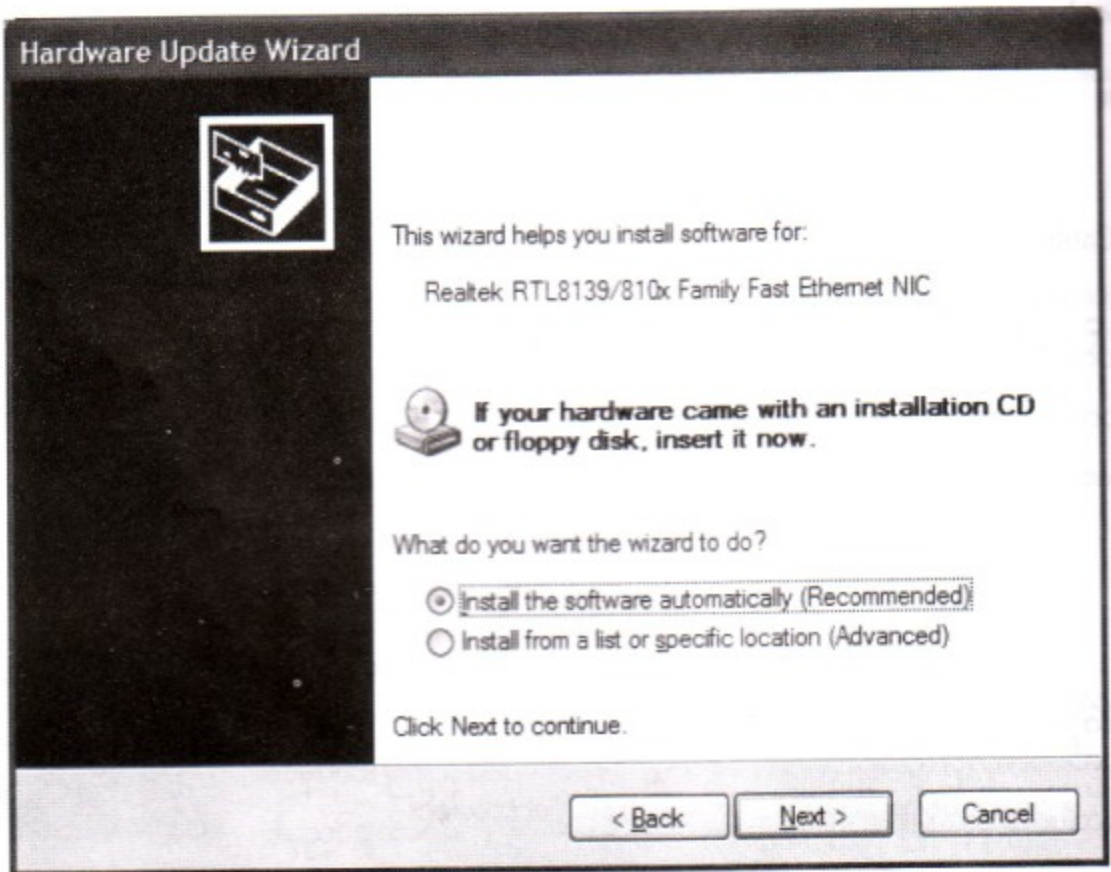 Hardware Update Wizard
This wizard helps you install software for:
Realtek RTL8139/810x Family Fast Ethernet NIC
If your hardware came with an installation CD
or floppy disk, insert it now.
What do you want the wizard to do?
Install the software automatically (Recommended)
Install from a list or specific location (Advanced)
Click Next to continue.
< Back
Next >
Cancel